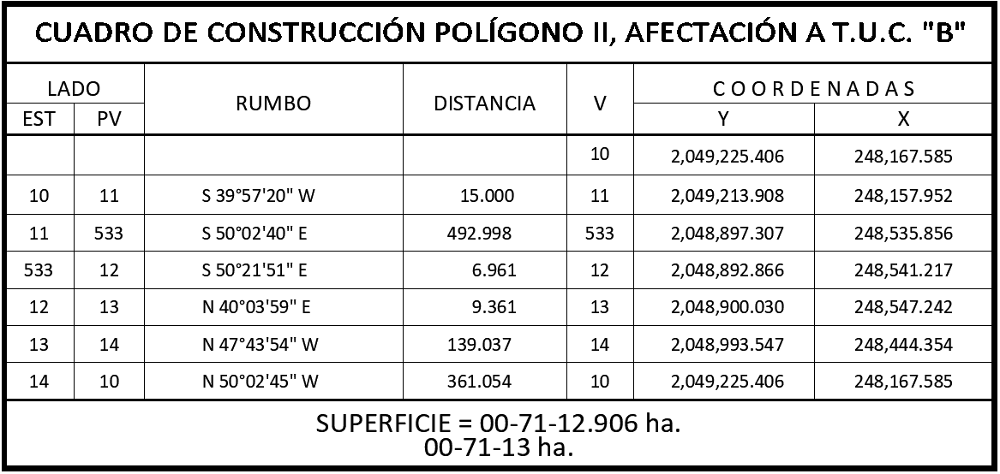 CUADRO DE CONSTRUCCIÓN POLÍGONO II, AFECTACIÓN A T.U.C. "B"
LADO RUMBO DISTANCIA V C O O R D E N A D A S
EST PV Y X
10 2,049,225.406 248,167.585
10 11 S 39°57'20" W 15.000 11 2,049,213.908 248,157.952
11 533 S 50°02'40" E 492.998 533 2,048,897.307 248,535.856
533 12 S 50°21'51" E 6.961 12 2,048,892.866 248,541.217
12 13 N 40°03'59" E 9.361 13 2,048,900.030 248,547.242
13 14 N 47°43'54" W 139.037 14 2,048,993.547 248,444.354
14 10 N 50°02'45" W 361.054 10 2,049,225.406 248,167.585
SUPERFICIE = 00-71-12.906 ha.
00-71-13 ha.